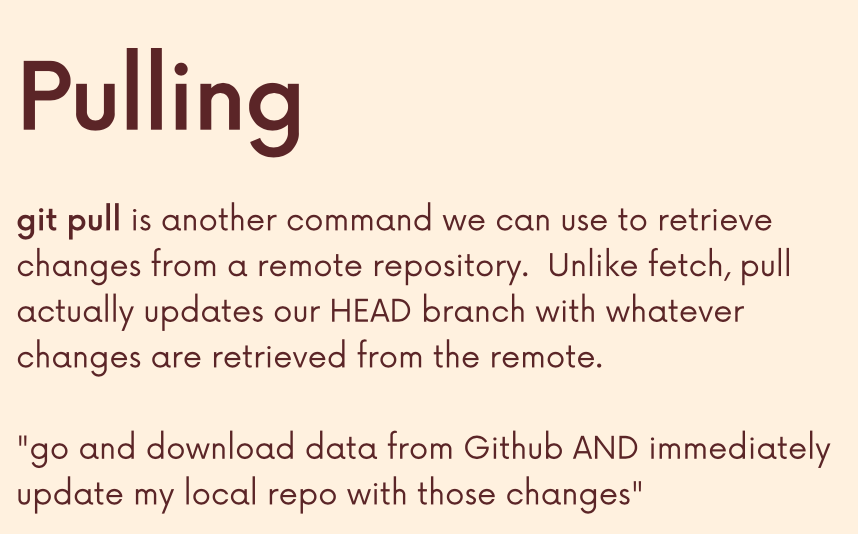 Pulling
git pull is another command we can use to retrieve
changes from a remote repository.  Unlike fetch, pull
actually updates our HEAD branch with whatever
changes are retrieved from the remote.
"go and download data from Github AND immediately
update my local repo with those changes"